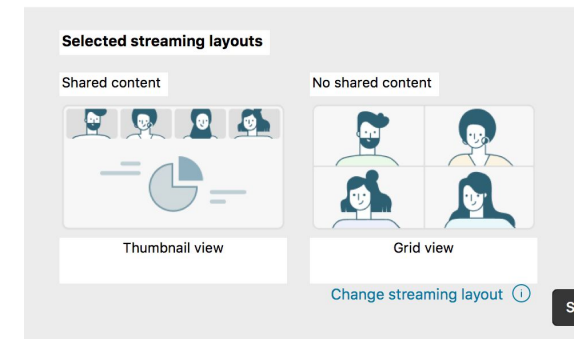 Selected streaming layouts
Shared content
No shared content
Thumbnail view
Grid view
Change streaming layout